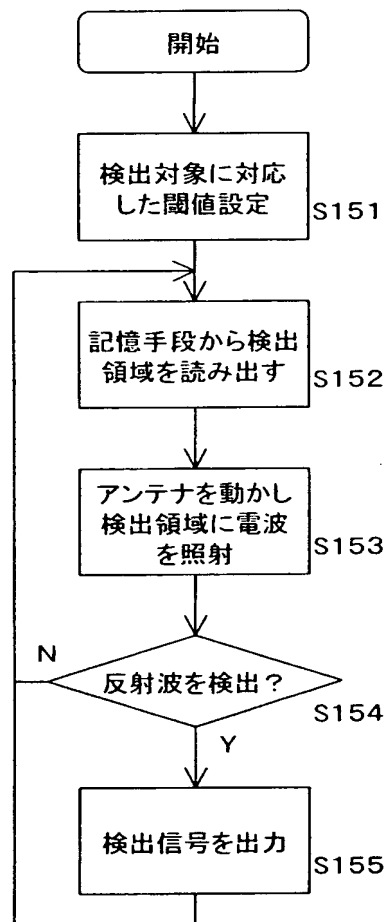 開始
検出対象に対応
した閾値設定
S151
記憶手段から検出
領域を読み出す
S152
アンテナを動かし
検出領域に電波
を照射
S153
反射波を検出？
N
S154
Y
検出信号を出力
S155